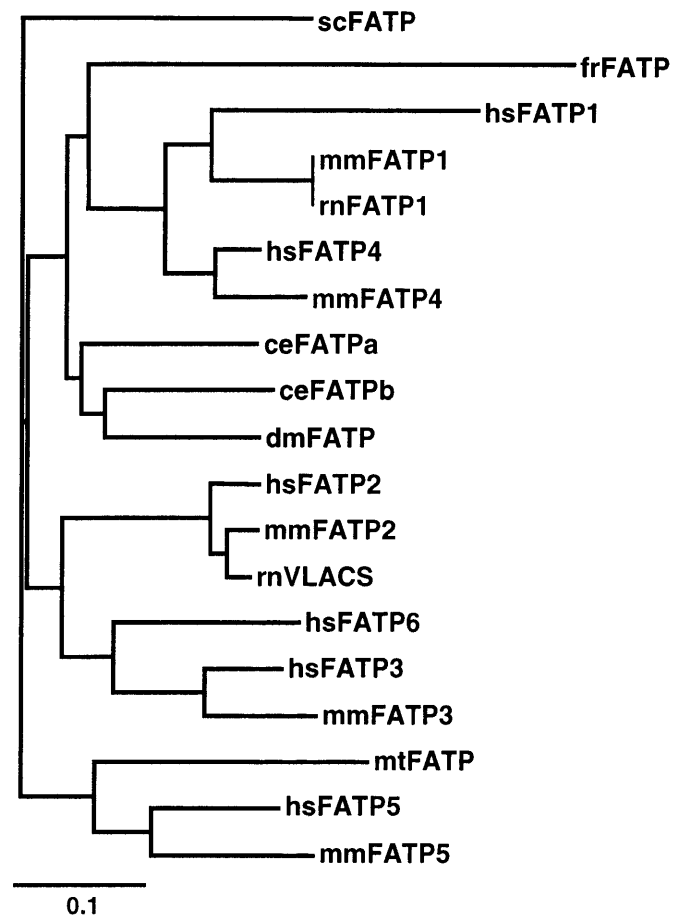 scFATP
frFATP
hsFATP1
mmFATP1
rnFATP1
hsFATP4
mmFATP4
ceFATPa
ceFATPb
dmFATP
hsFATP2
mmFATP2
rnVLACS
hsFATP6
hsFATP3
mmFATP3
mtFATP
hsFATP5
mmFATP5
0.1